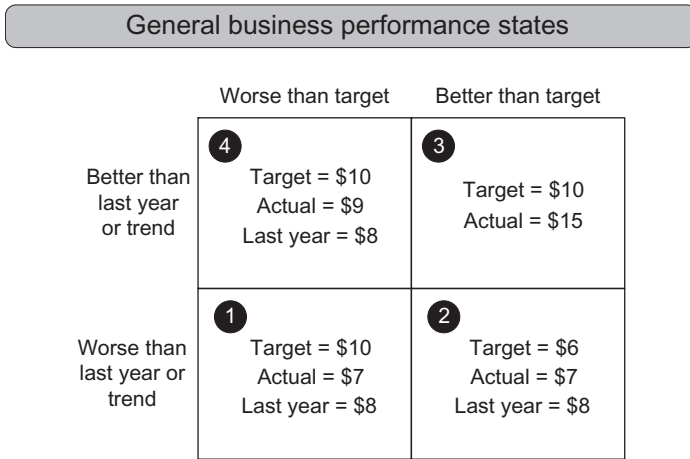 General business performance states
Worse than target
Better than target
Better than
last year
or trend
4
Target = $10
Actual = $9
Last year = $8
3
Target = $10
Actual = $15
Worse than
last year or
trend
1
Target = $10
Actual = $7
Last year = $8
2
Target = $6
Actual = $7
Last year = $8